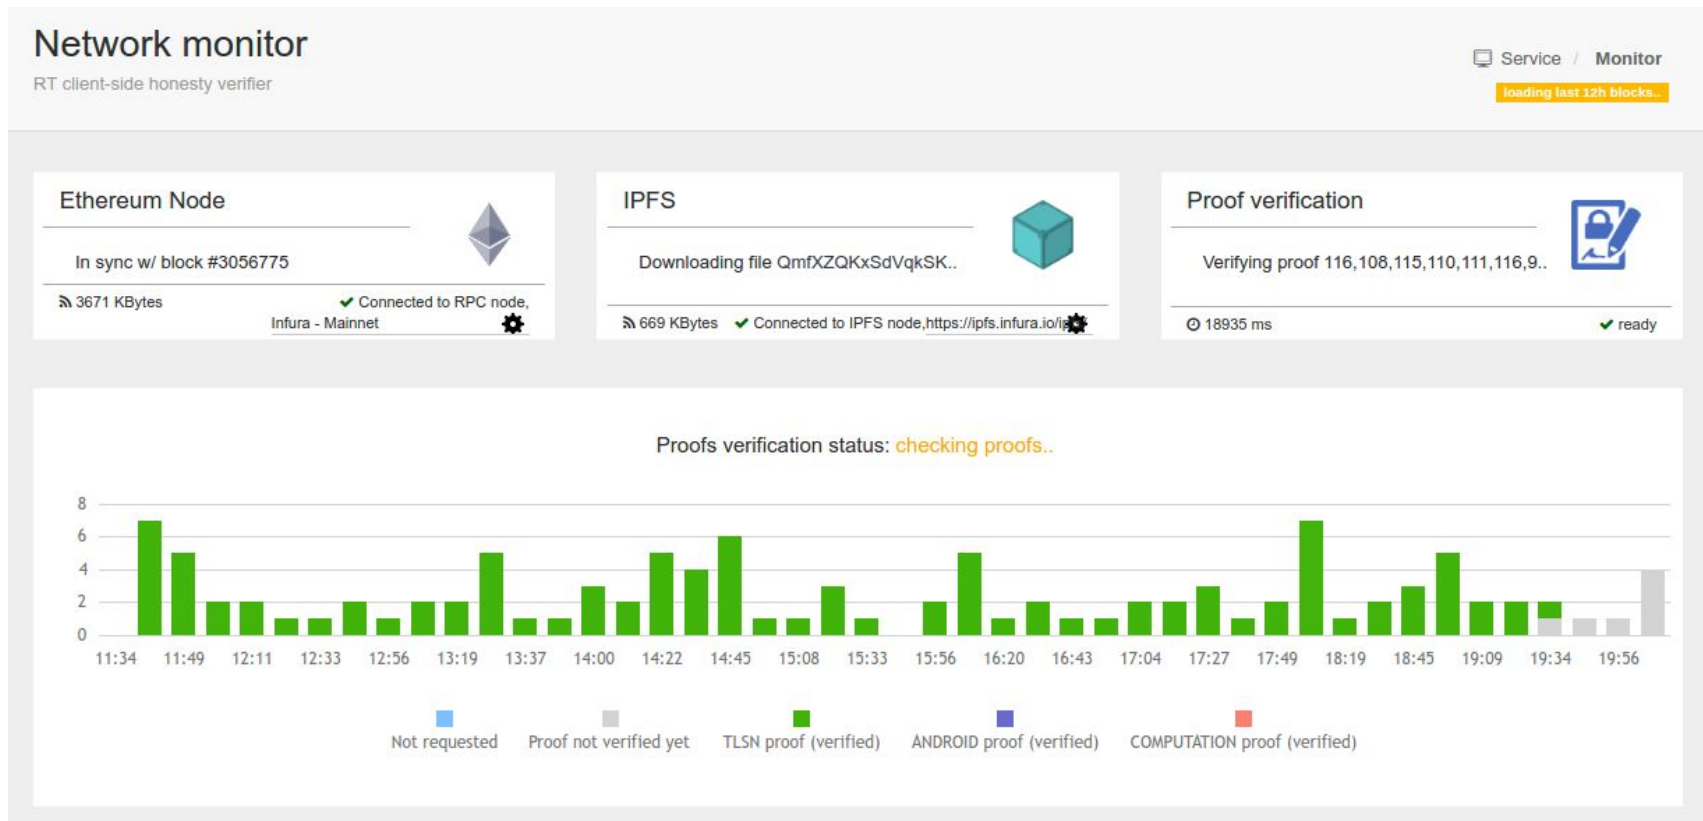 Network monitor
RT client-side honesty verifier
Service / Monitor
loading last 12h blocks..
Ethereum Node
In sync w/ block #3056775
3671 KBytes
Connected to RPC node,
Infura - Mainnet
IPFS
Downloading file QmfXZQKxSdVqkSK..
669 KBytes
Connected to IPFS node,https://ipfs.infura.io/
Proof verification
Verifying proof 116,108,115,110,111,116,9..
18935 ms
ready
Proofs verification status: checking proofs..
8
6
4
2
0
11:34 11:49 12:11 12:33 12:56 13:19 13:37 14:00 14:22 14:45 15:08 15:33 15:56 16:20 16:43 17:04 17:27 17:49 18:19 18:45 19:09 19:34 19:56
Not requested
Proof not verified yet
TLSN proof (verified)
ANDROID proof (verified)
COMPUTATION proof (verified)